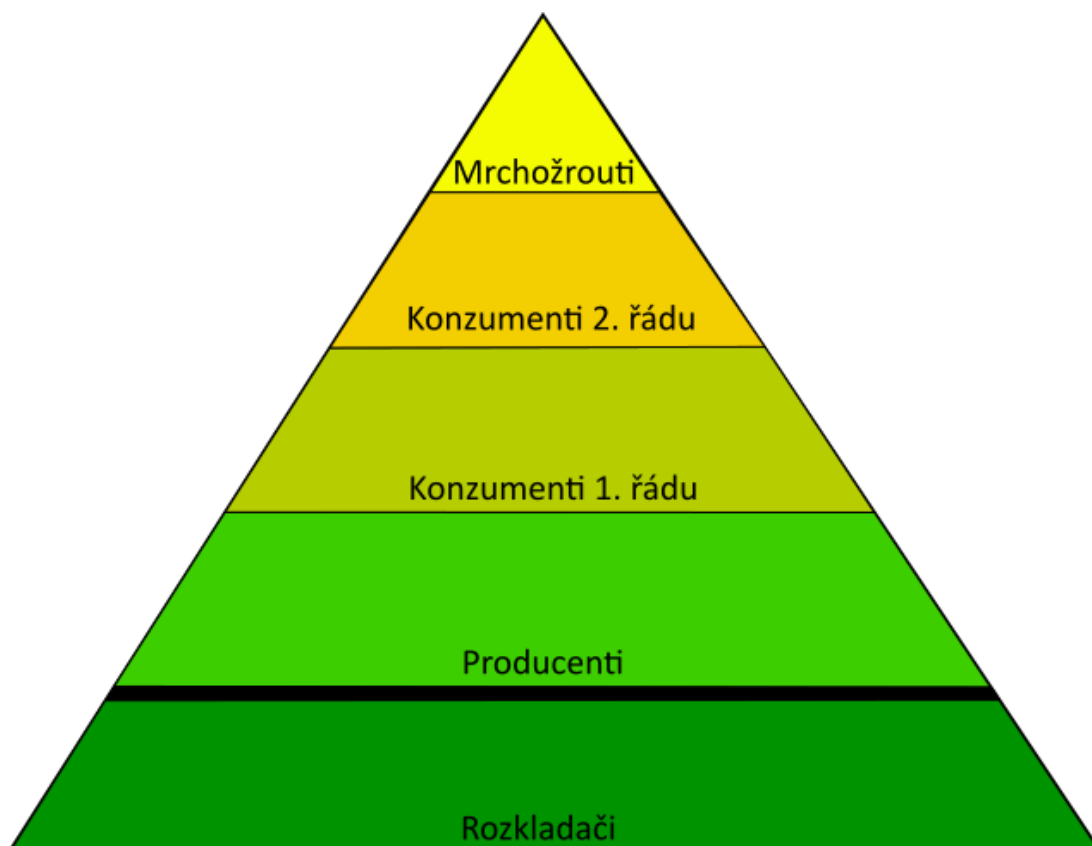 Mrchožrouti
Konzumenti 2. řádu
Konzumenti 1. řádu
Producenti
Rozkladači